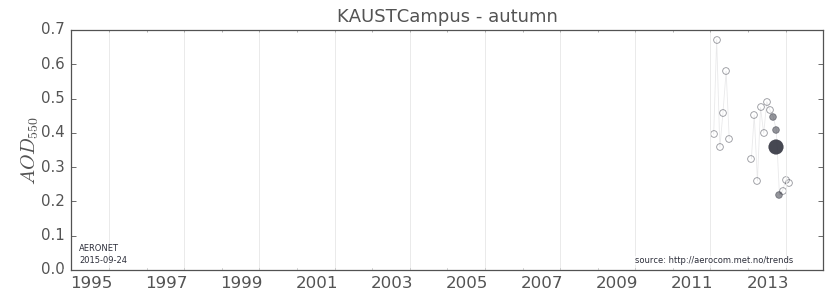 KAUSTCampus - autumn
0.7
0.6
0.5
0.4
0.3
0.2
0.1
0.0
AOD550
AERONET
2015-09-24
source: http://aerocom.met.no/trends
1995 1997 1999 2001 2003 2005 2007 2009 2011 2013